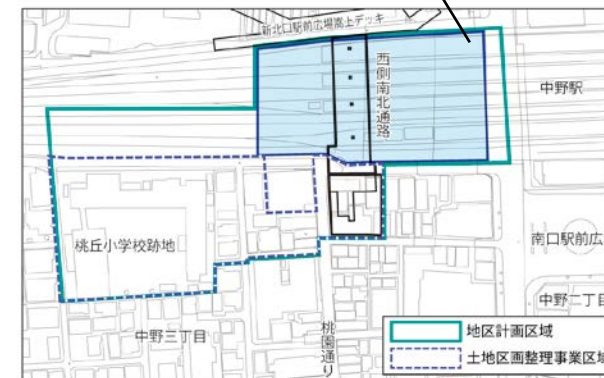 新北口駅前広場高上デッキ
西側南北通路
中野駅
桃丘小学校跡地
南口駅前広
中野二丁目
中野三丁目
桃園通り
地区計画区域
土地区画整理事業区域